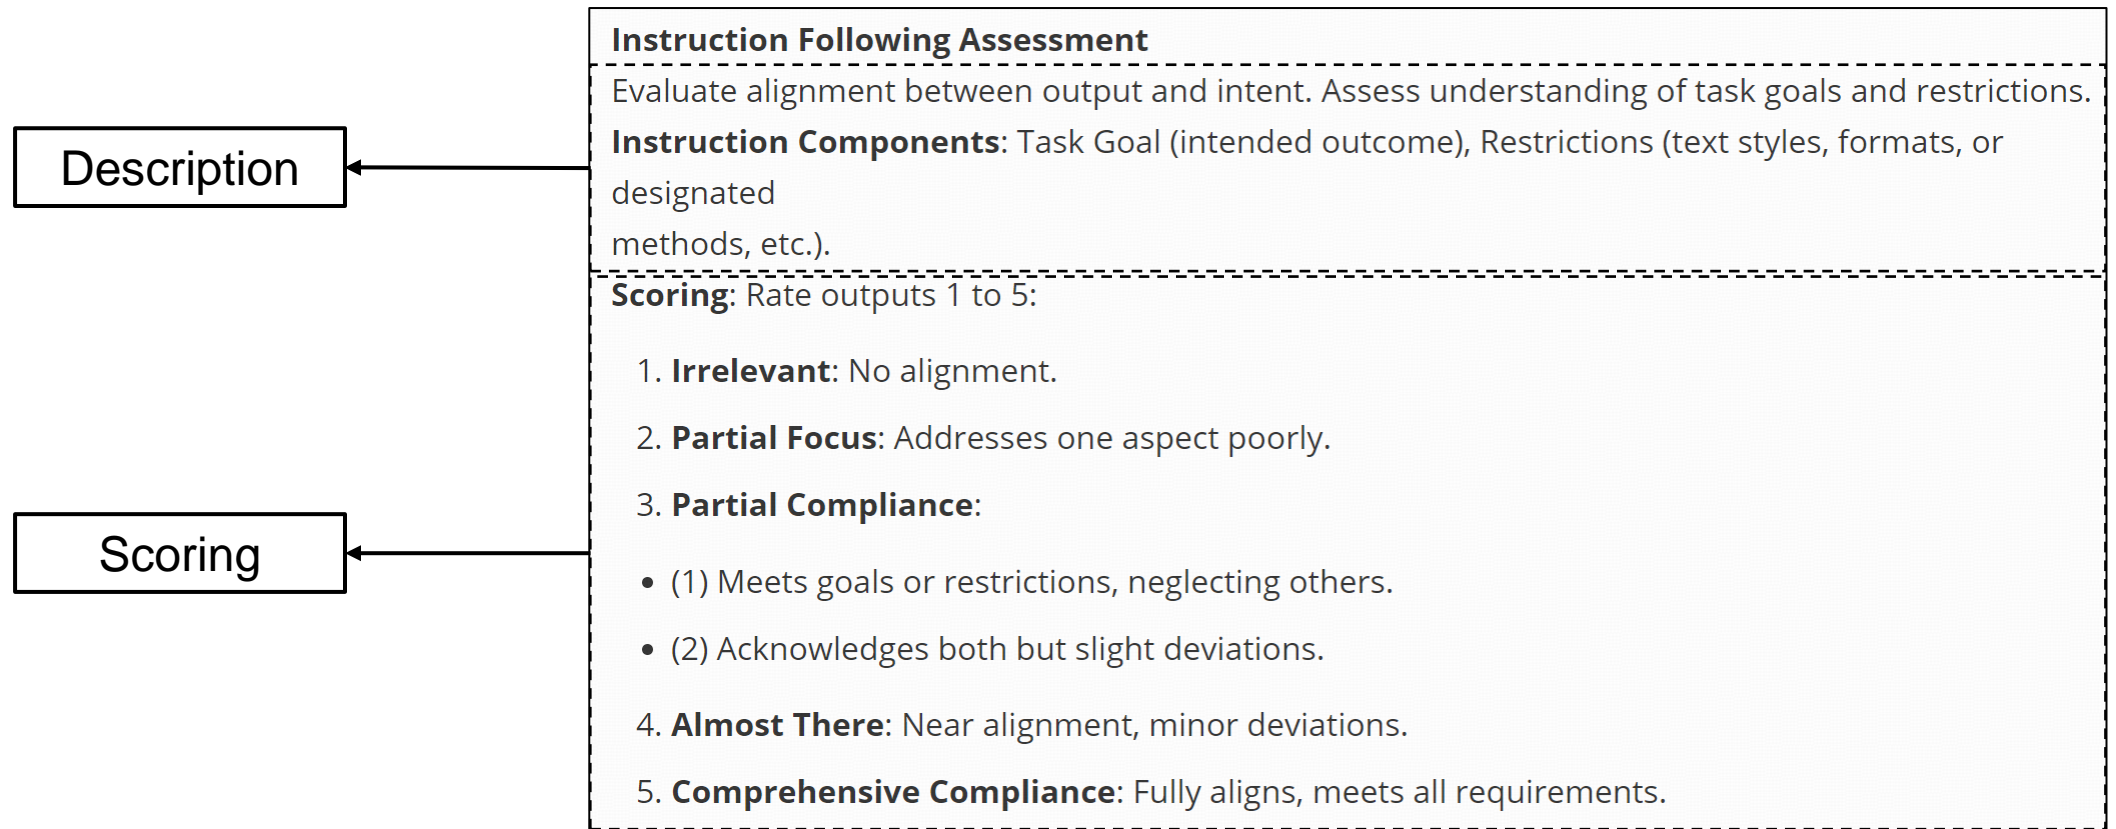 Instruction Following Assessment
Evaluate alignment between output and intent. Assess understanding of task goals and restrictions.
Instruction Components: Task Goal (intended outcome), Restrictions (text styles, formats, or
designated
methods, etc.).
Description
Scoring: Rate outputs 1 to 5:
1. Irrelevant: No alignment.
2. Partial Focus: Addresses one aspect poorly.
3. Partial Compliance:
• (1) Meets goals or restrictions, neglecting others.
• (2) Acknowledges both but slight deviations.
4. Almost There: Near alignment, minor deviations.
5. Comprehensive Compliance: Fully aligns, meets all requirements.
Scoring